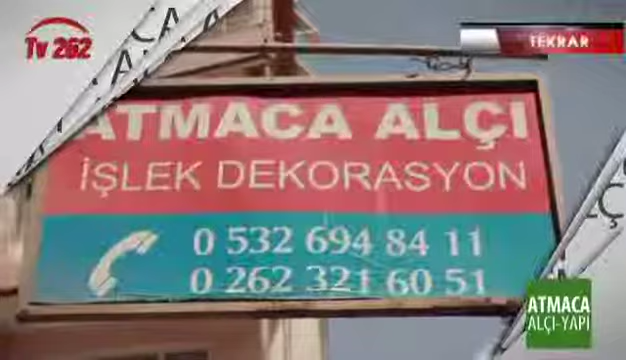 Tv 262
TEKRAR
ATMACA ALÇI
İŞLEK DEKORASYON
0 532 694 84 11
0 262 321 60 51
ATMACA
ALÇI-YAPI